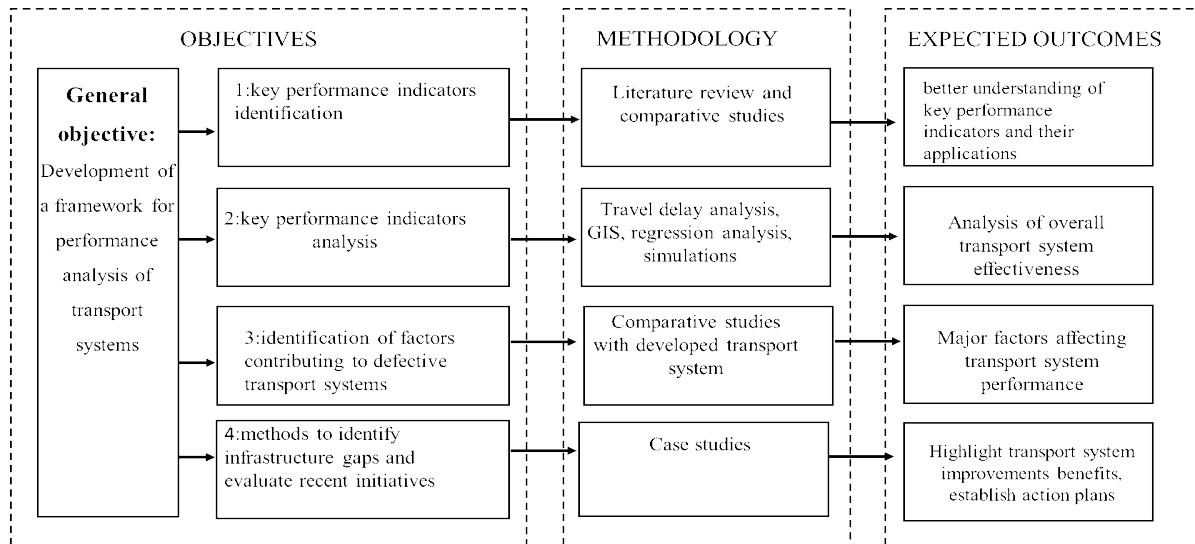 OBJECTIVES
General
objective:
Development of
a framework for
performance
analysis of
transport
systems
1:key performance indicators
identification
2:key performance indicators
analysis
3:identification of factors
contributing to defective
transport systems
4:methods to identify
infrastructure gaps and
evaluate recent initiatives
METHODOLOGY
Literature review and
comparative studies
Travel delay analysis,
GIS, regression analysis,
simulations
Comparative studies
with developed transport
system
Case studies
EXPECTED OUTCOMES
better understanding of
key performance
indicators and their
applications
Analysis of overall
transport system
effectiveness
Major factors affecting
transport system
performance
Highlight transport system
improvements benefits,
establish action plans